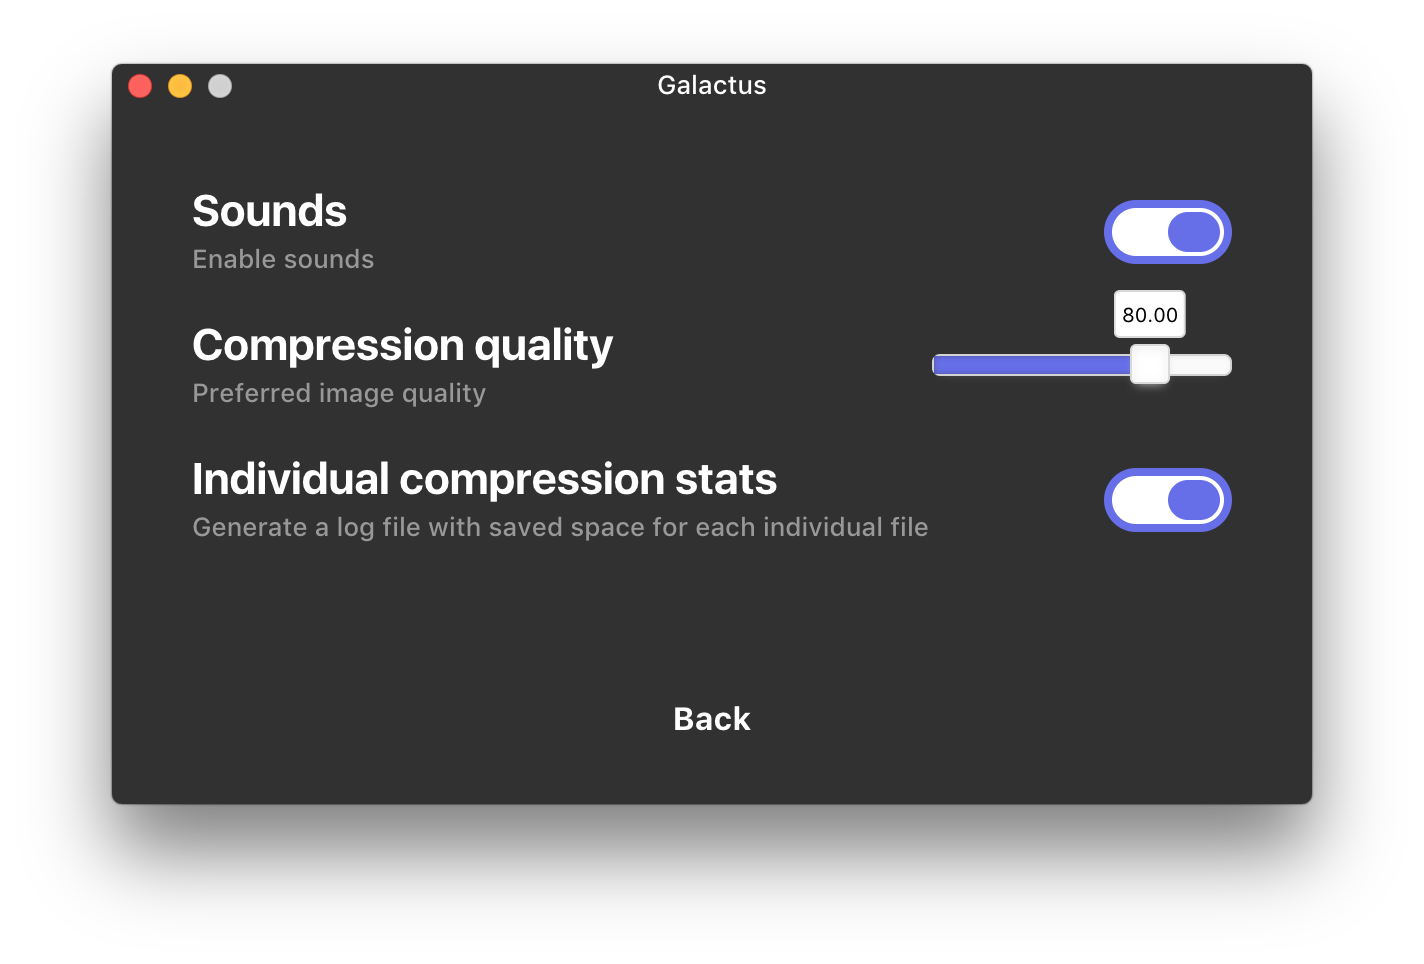 Galactus
Sounds
Enable sounds
80.00
Compression quality
Preferred image quality
Individual compression stats
Generate a log file with saved space for each individual file
Back